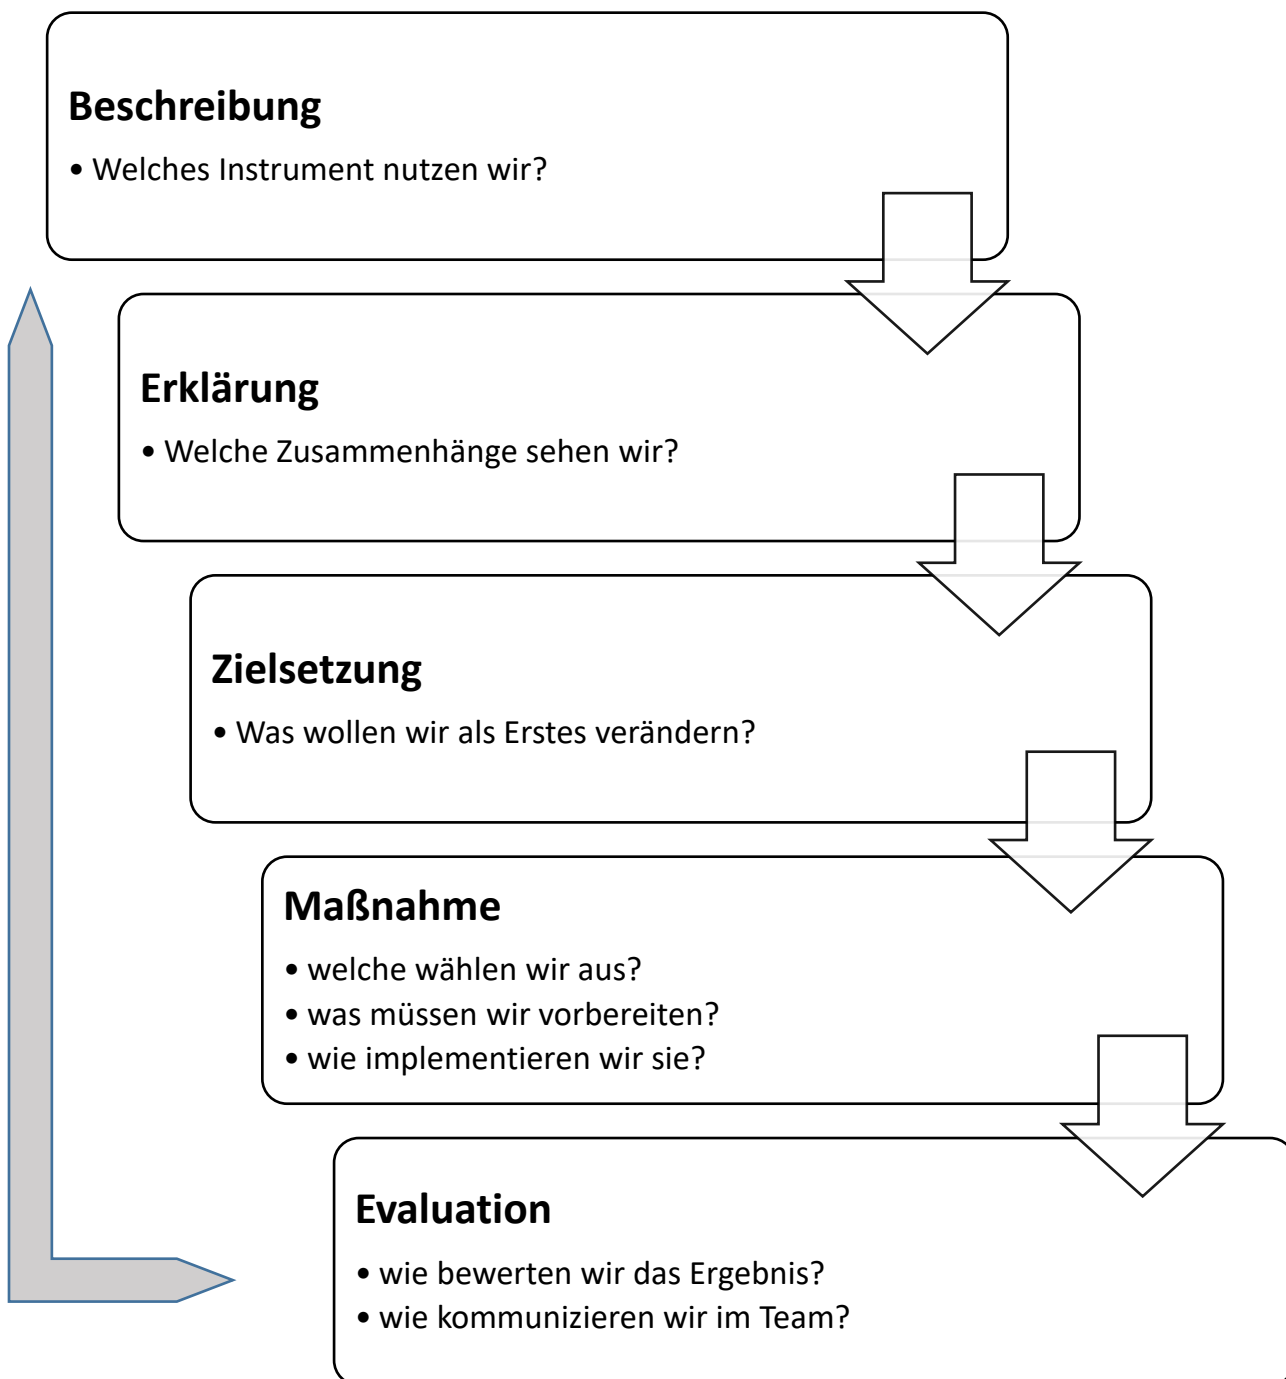 Beschreibung
• Welches Instrument nutzen wir?
Erklärung
• Welche Zusammenhänge sehen wir?
Zielsetzung
• Was wollen wir als Erstes verändern?
Maßnahme
• welche wählen wir aus?
• was müssen wir vorbereiten?
• wie implementieren wir sie?
Evaluation
• wie bewerten wir das Ergebnis?
• wie kommunizieren wir im Team?